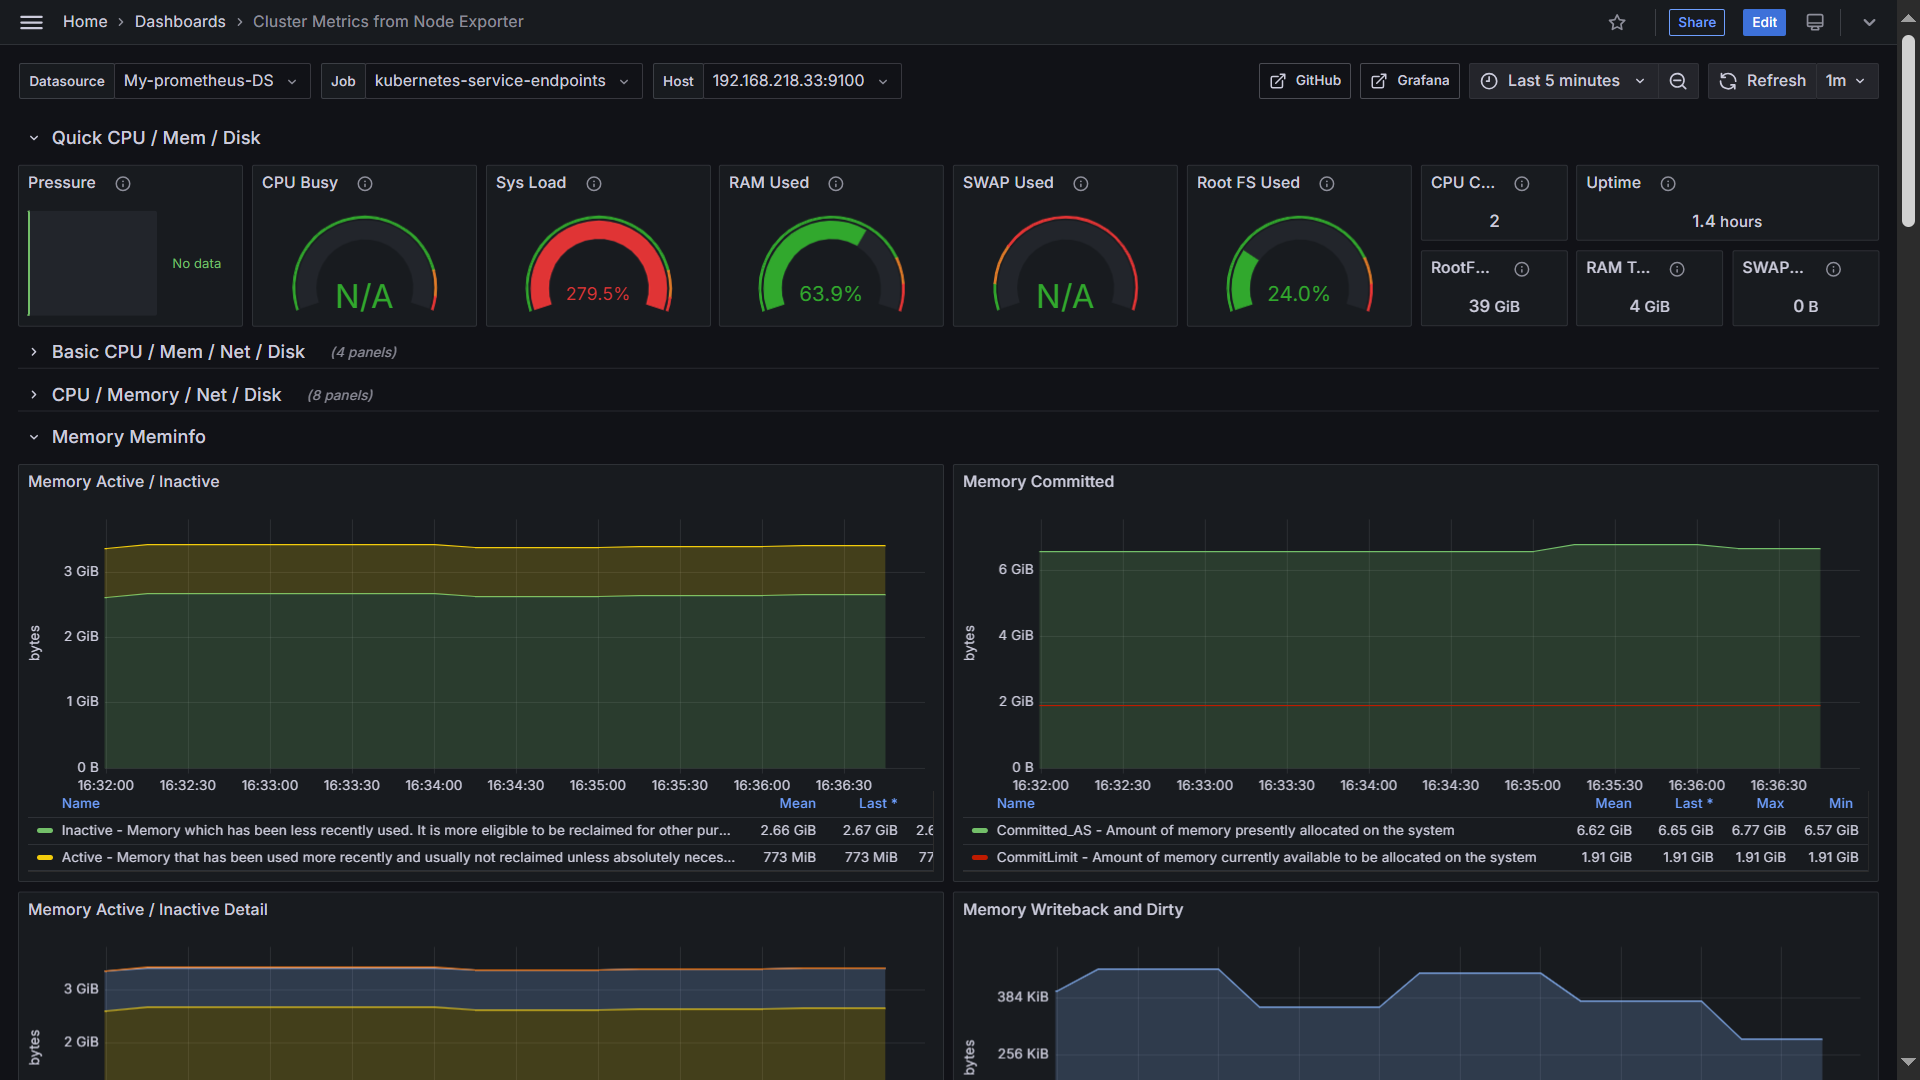 Home › Dashboards › Cluster Metrics from Node Exporter
Share
Edit
Datasource My-prometheus-DS
Job kubernetes-service-endpoints
Host 192.168.218.33:9100
GitHub
Grafana
Last 5 minutes
Refresh 1m
Quick CPU / Mem / Disk
Pressure
CPU Busy
Sys Load
RAM Used
SWAP Used
Root FS Used
CPU C...
Uptime
No data
N/A
279.5%
63.9%
N/A
24.0%
2
1.4 hours
RootF...
RAM T...
SWAP...
39 GiB
4 GiB
0 B
Basic CPU / Mem / Net / Disk (4 panels)
CPU / Memory / Net / Disk (8 panels)
Memory Meminfo
Memory Active / Inactive
3 GiB
2 GiB
1 GiB
0 B
bytes
16:32:00 16:32:30 16:33:00 16:33:30 16:34:00 16:34:30 16:35:00 16:35:30 16:36:00 16:36:30
Name Mean Last *
Inactive - Memory which has been less recently used. It is more eligible to be reclaimed for other pur... 2.66 GiB 2.67 GiB
Active - Memory that has been used more recently and usually not reclaimed unless absolutely neces... 773 MiB 773 MiB 77
Memory Committed
6 GiB
4 GiB
2 GiB
0 B
bytes
16:32:00 16:32:30 16:33:00 16:33:30 16:34:00 16:34:30 16:35:00 16:35:30 16:36:00 16:36:30
Name Mean Last * Max Min
Committed_AS - Amount of memory presently allocated on the system 6.62 GiB 6.65 GiB 6.77 GiB 6.57 GiB
CommitLimit - Amount of memory currently available to be allocated on the system 1.91 GiB 1.91 GiB 1.91 GiB 1.91 GiB
Memory Active / Inactive Detail
3 GiB
2 GiB
bytes
Memory Writeback and Dirty
384 KiB
256 KiB
bytes